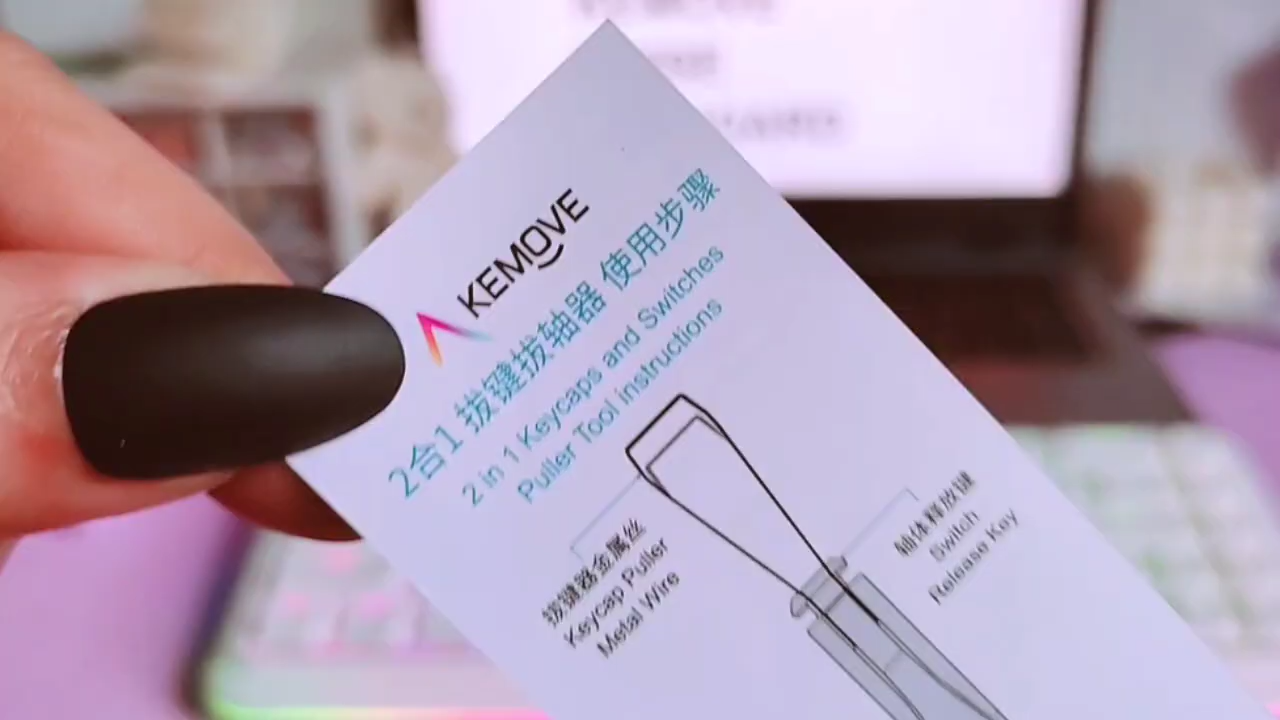 KEMOVE
2合1 拔键拔轴器 使用步骤
2 in 1 Keycaps and Switches
Puller Tool instructions
拔键器金属丝
Keycap Puller
Metal Wire
轴体释放键
Switch
Release Key